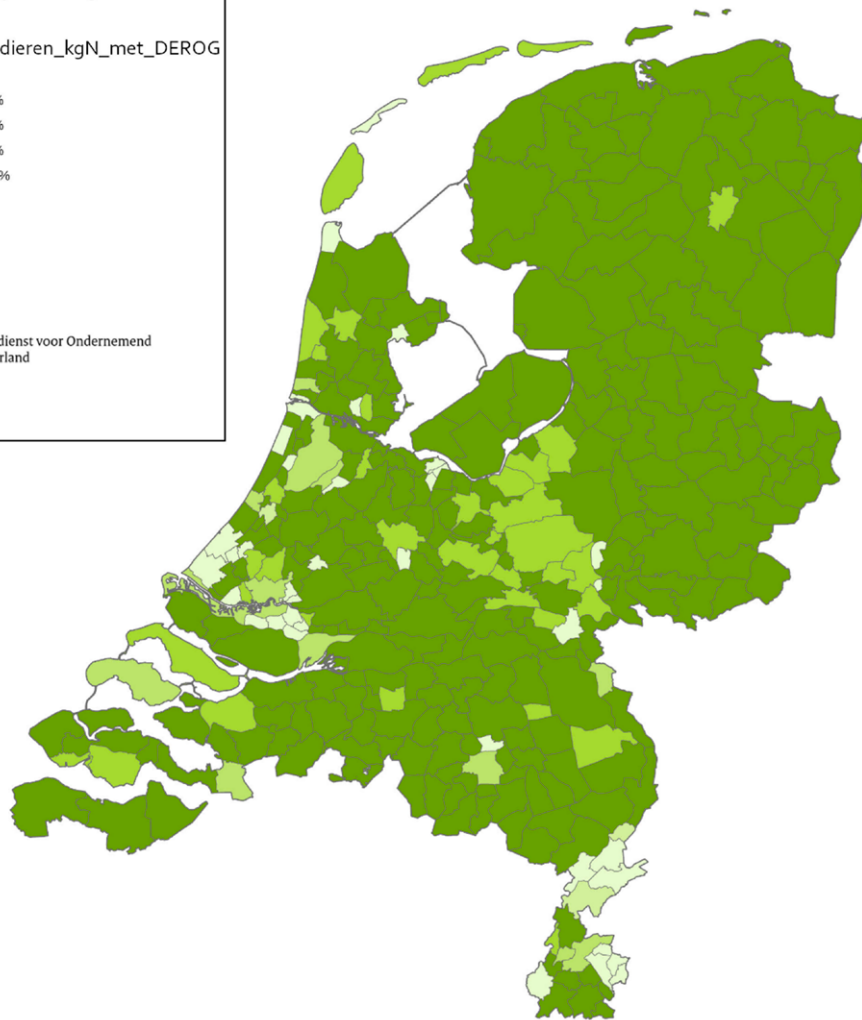 dieren_kgN_met_DEROG
%
%
%
%
dienst voor Ondernemend
rland